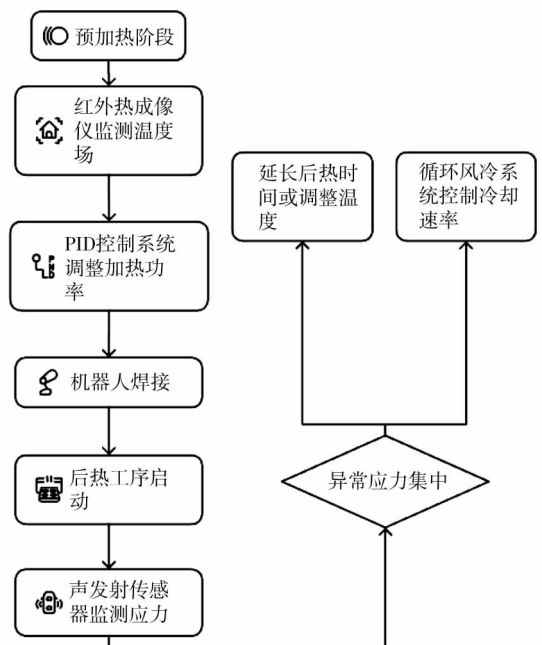 预加热阶段
红外热成像
仪监测温度
场
PID控制系统
调整加热功
率
机器人焊接
后热工序启
动
声发射传感
器监测应力
延长后热时
间或调整温
度
循环风冷系
统控制冷却
速率
异常应力集中